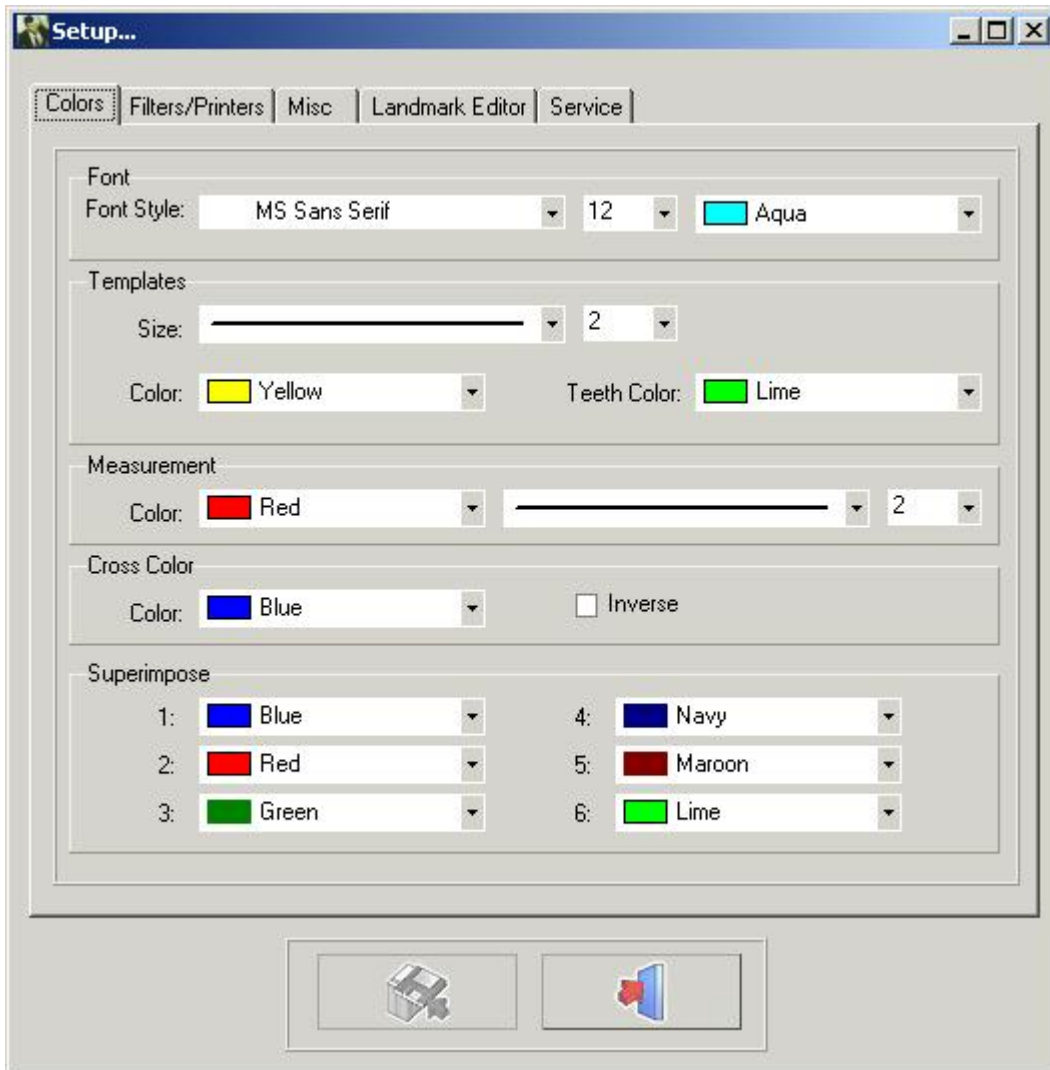 Setup...
Colors Filters/Printers Misc Landmark Editor Service
Font
Font Style: MS Sans Serif 12 Aqua
Templates
Size: 2
Color: Yellow Teeth Color: Lime
Measurement
Color: Red 2
Cross Color
Color: Blue Inverse
Superimpose
1: Blue 4: Navy
2: Red 5: Maroon
3: Green 6: Lime